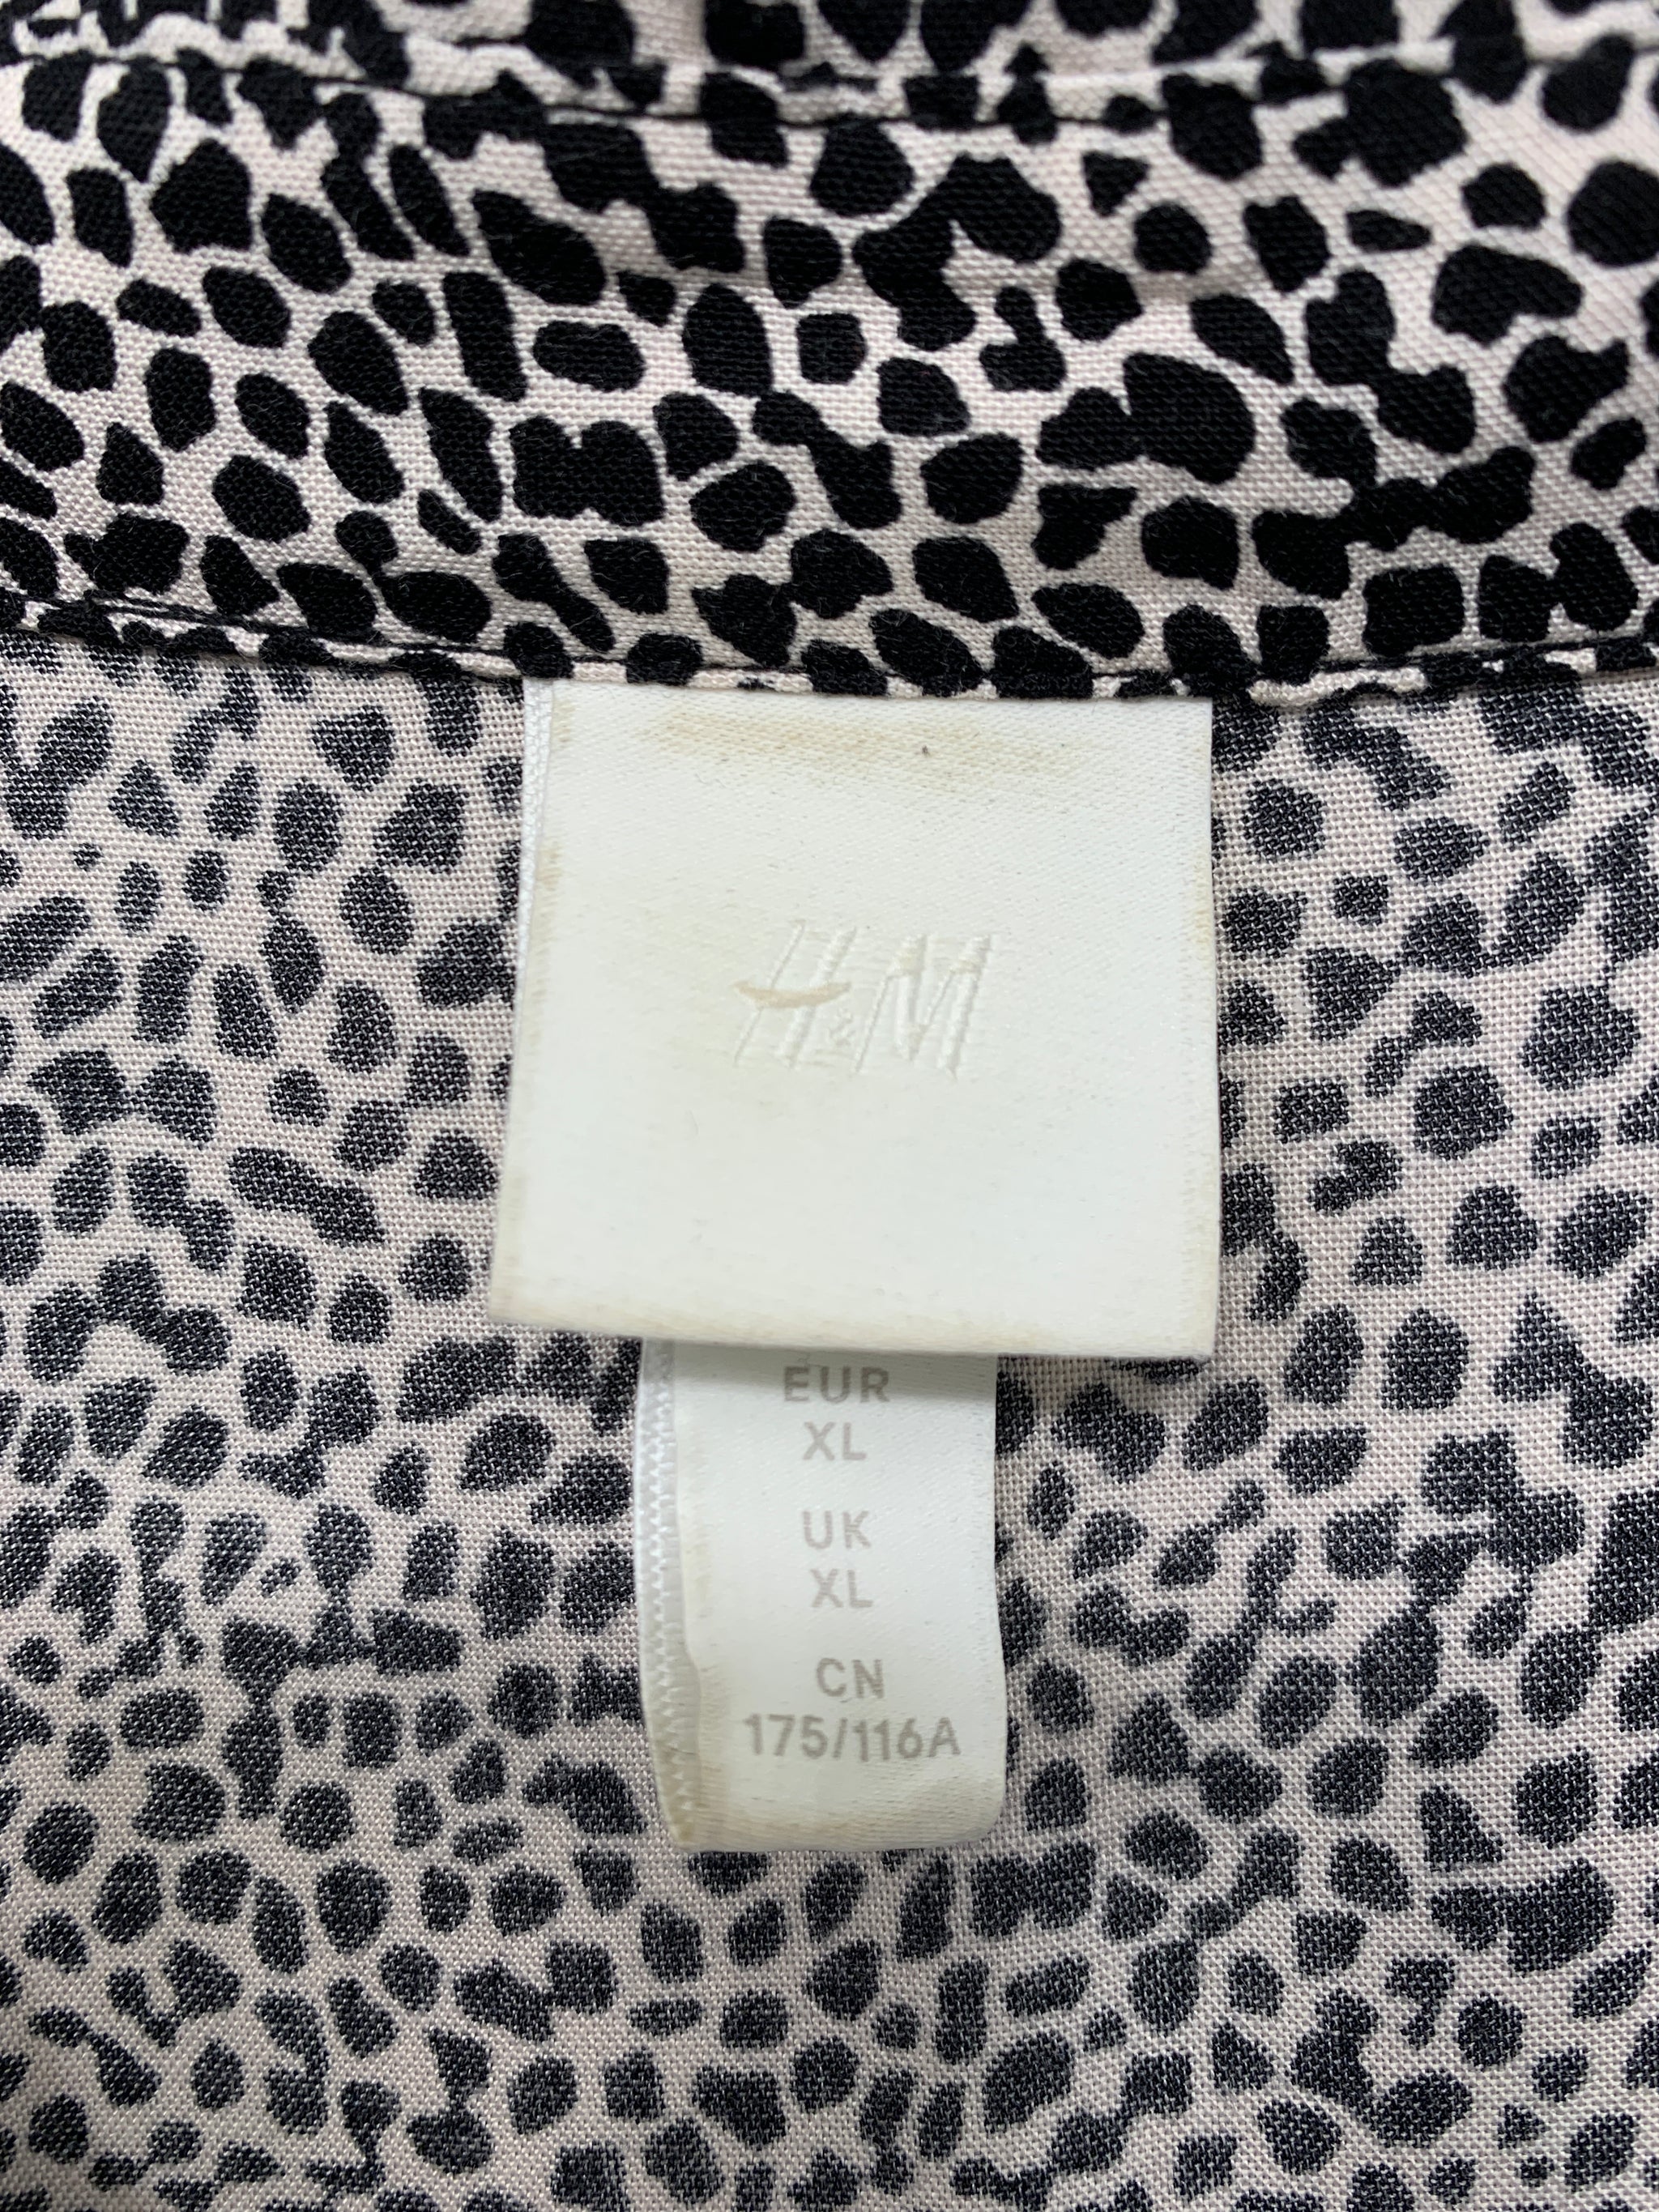 H&M
EUR
XL
UK
XL
CN
175/116A